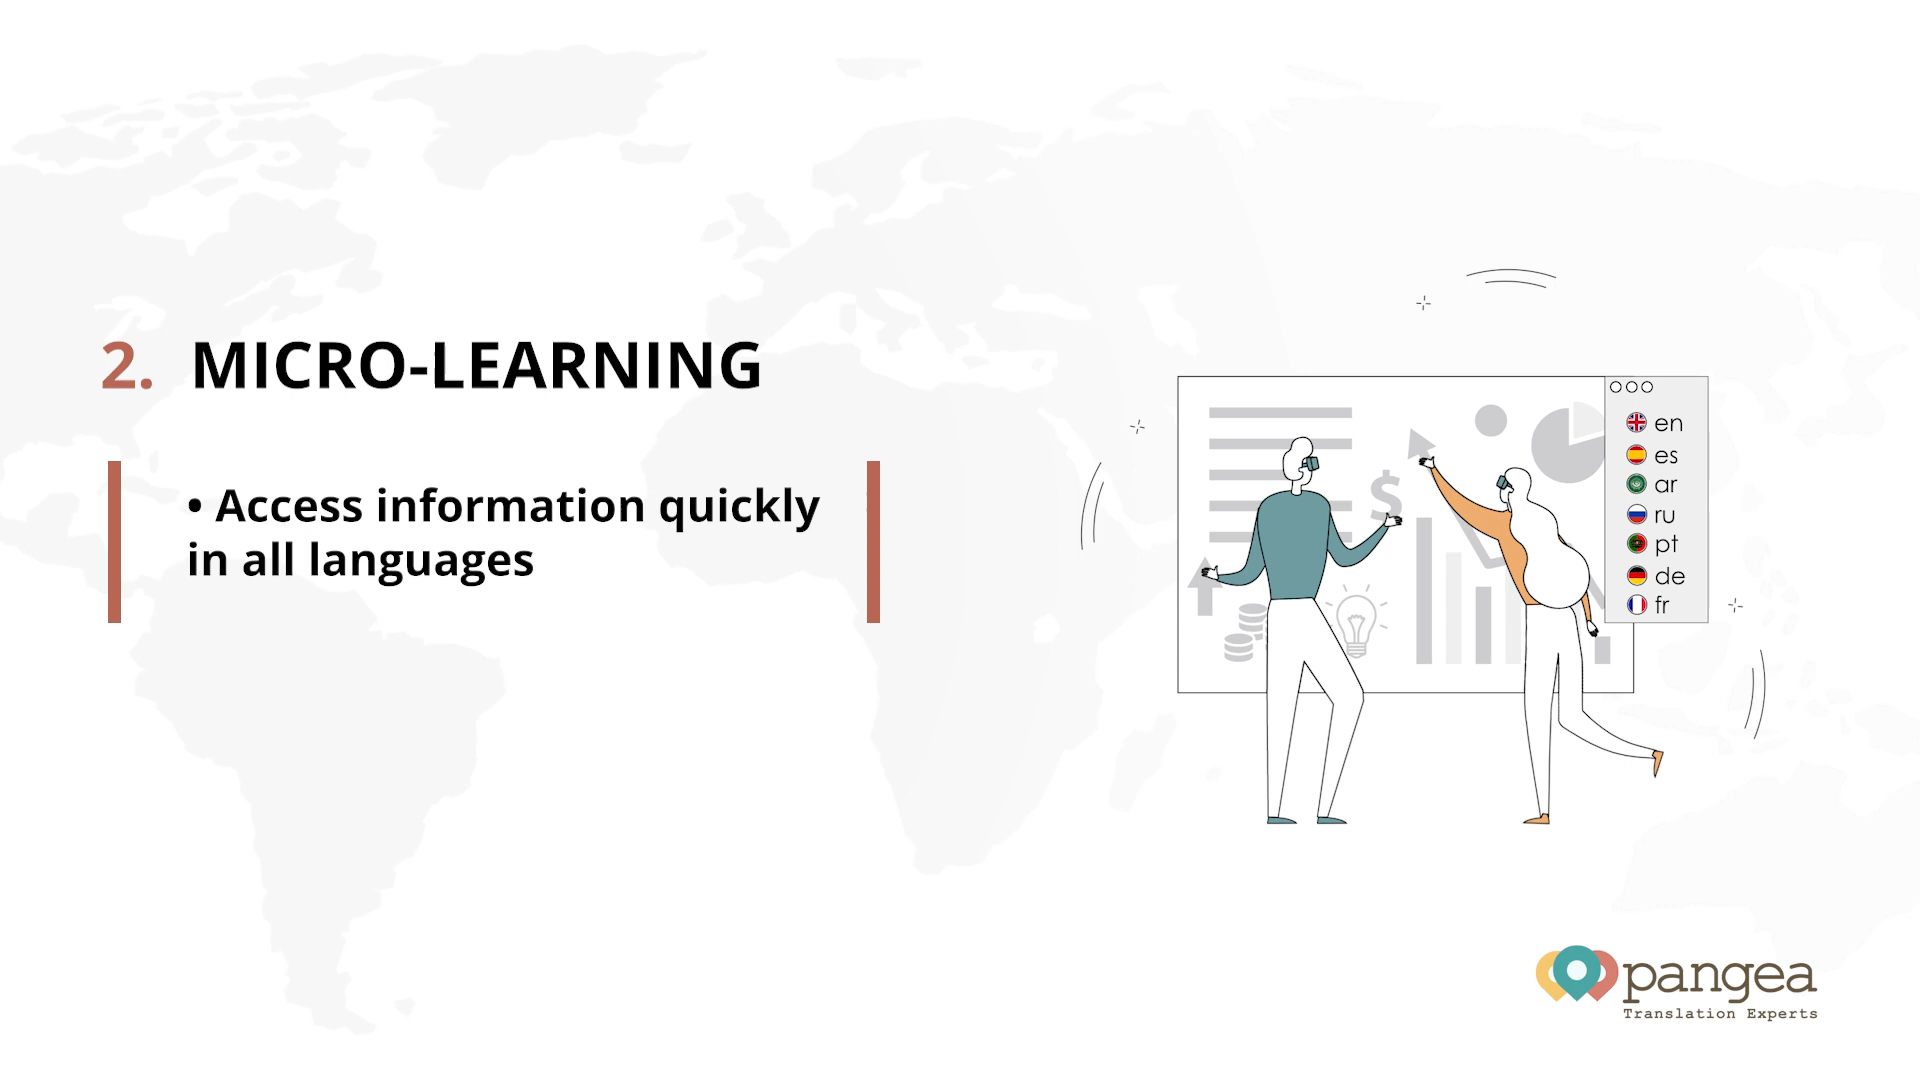 2. MICRO-LEARNING
• Access information quickly
in all languages
$
en
es
ar
ru
pt
de
fr
pangea
Translation Experts